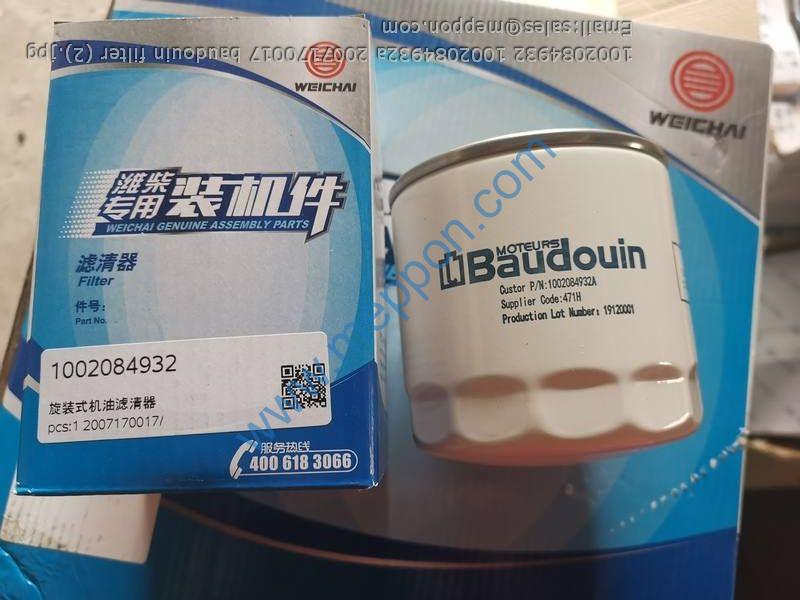 1002084932 1002084932a 2007170017 baudouin filter (2).jpg
Email:sales@meppon.com
WEICHAI
潍柴
专用
装机件
WEICHAI GENUINE ASSEMBLY PARTS
滤清器
Filter
件号:
Part No.
1002084932
旋装式机油滤清器
pcs:1 2007170017/
服务热线
400 618 3066
WEICHAI
MOTEURS
Baudouin
Custor P/N:1002084932A
Supplier Code:471H
Production Lot Number: 19120001
www.meppon.com